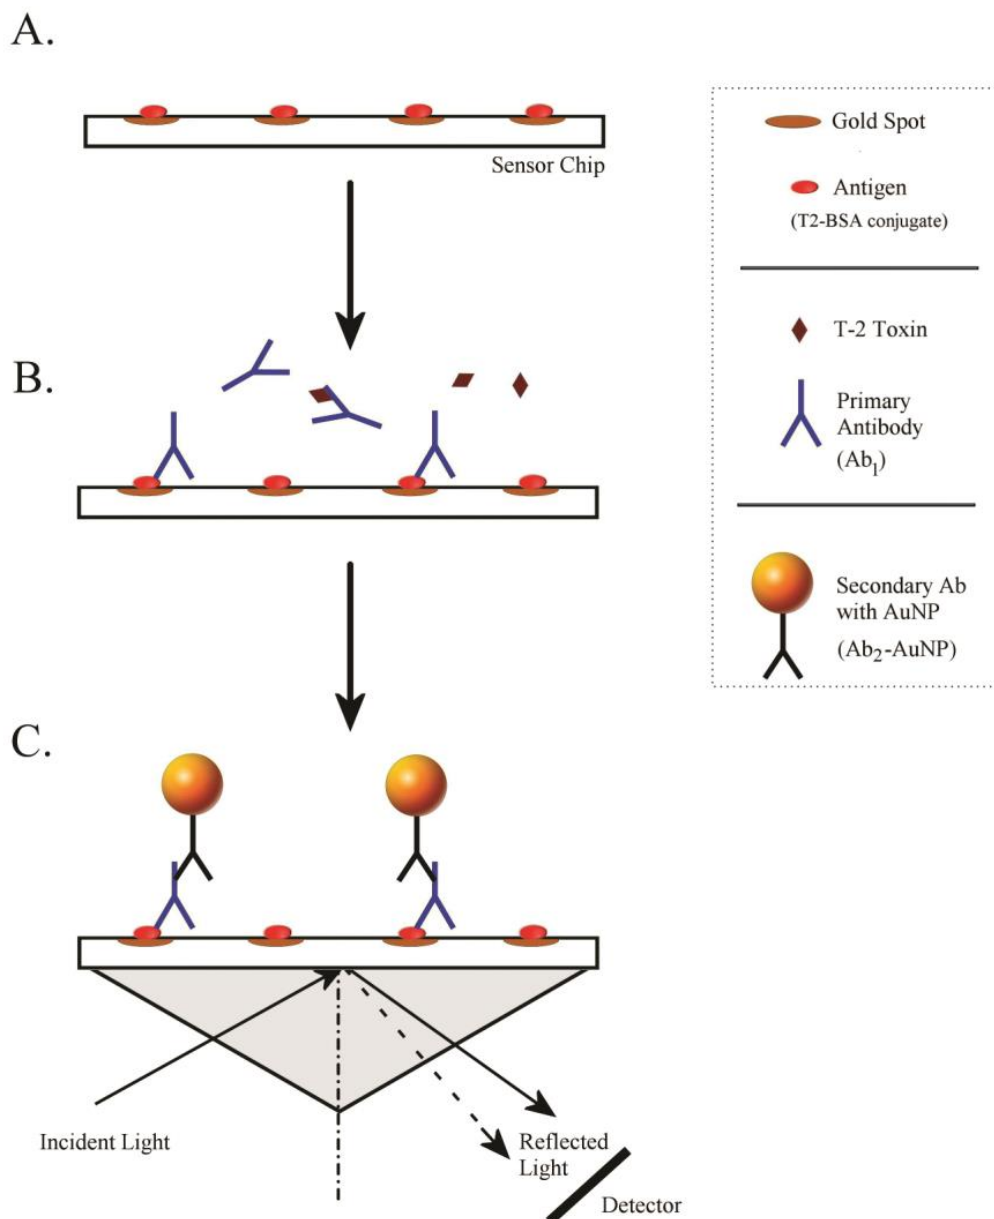 A.
Sensor Chip
B.
C.
Incident Light
Reflected
Light
Detector
Gold Spot
Antigen
(T2-BSA conjugate)
T-2 Toxin
Primary
Antibody
(Ab1)
Secondary Ab
with AuNP
(Ab2-AuNP)